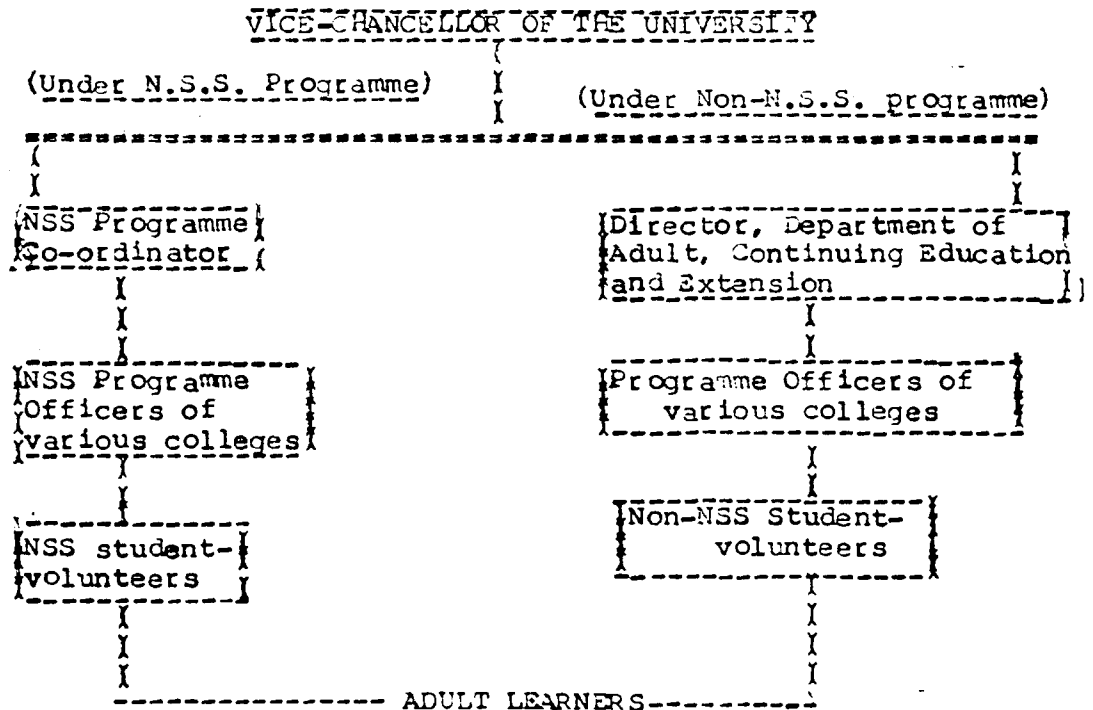 VICE-CHANCELLOR OF THE UNIVERSITY
(Under N.S.S. Programme)
(Under Non-N.S.S. programme)
NSS Programme
Co-ordinator
Director, Department of
Adult, Continuing Education
and Extension
NSS Programme
Officers of
various colleges
Programme Officers of
various colleges
NSS student-
volunteers
Non-NSS Student-
volunteers
ADULT LEARNERS